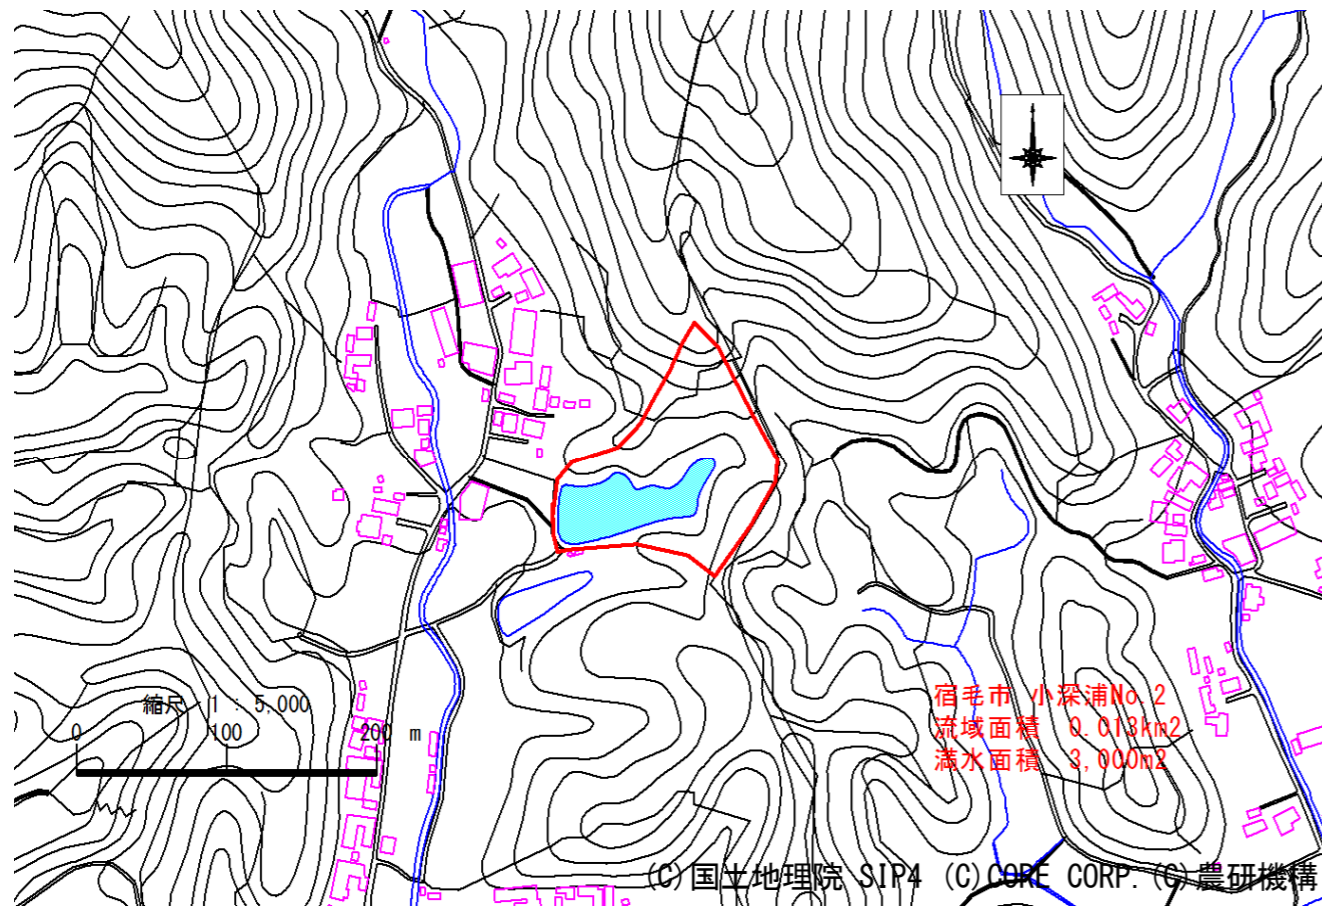 宿毛市 小深浦No.2
流域面積 0.013km2
満水面積 3,000m2
縮尺 1 : 5,000
0 100 200 m
(C)国土地理院 SIP4 (C)CORE CORP. (C)農研機構